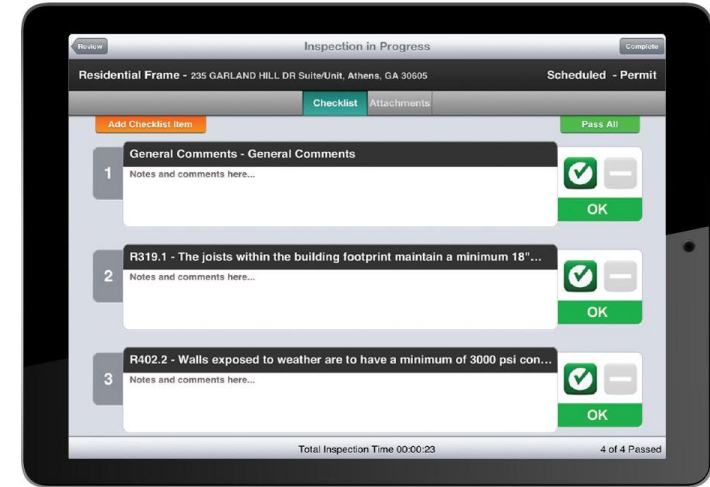 Review
Inspection in Progress
Complete
Residential Frame - 235 GARLAND HILL DR Suite/Unit, Athens, GA 30605
Scheduled - Permit
Checklist
Attachments
Add Checklist Item
Pass All
1
General Comments - General Comments
Notes and comments here...
OK
2
R319.1 - The joists within the building footprint maintain a minimum 18"...
Notes and comments here...
OK
3
R402.2 - Walls exposed to weather are to have a minimum of 3000 psi con...
Notes and comments here...
OK
Total Inspection Time 00:00:23
4 of 4 Passed